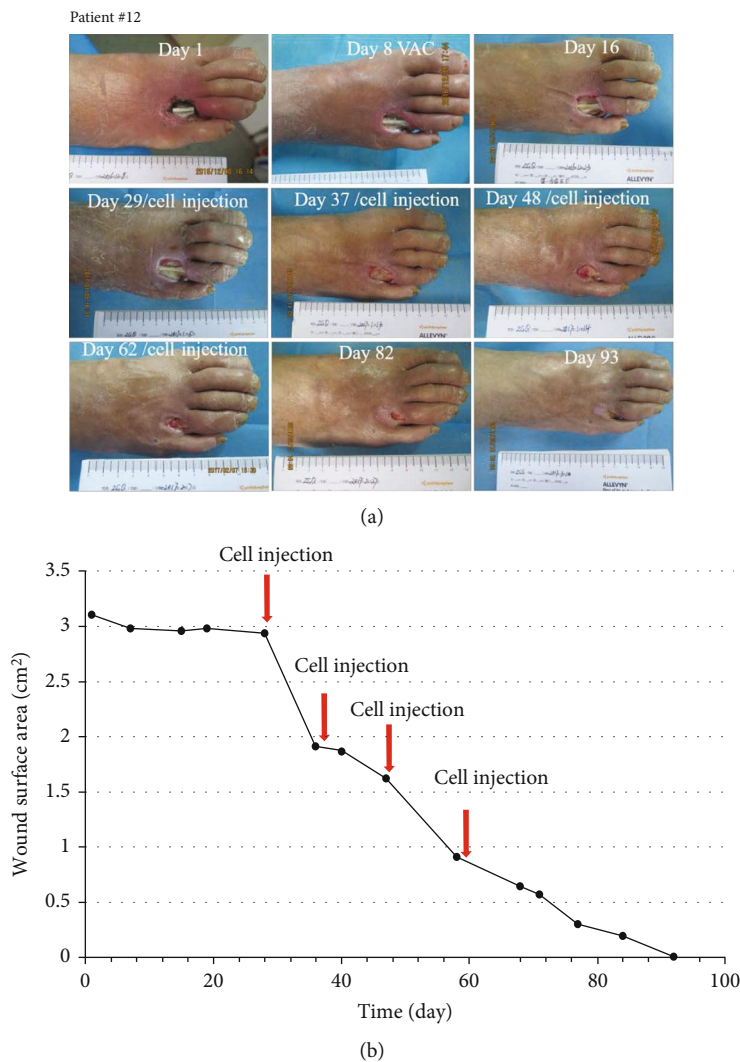 Patient #12
Day 1
Day 8 VAC
Day 16
ALLEVYN
Day 29/cell injection
Day 37 /cell injection
Day 48 /cell injection
ALLEVYN
Day 62 /cell injection
Day 82
Day 93
ALLEVYN
(a)
Cell injection
Cell injection
Cell injection
Cell injection
3.5
3
2.5
2
1.5
1
0.5
0
Wound surface area (cm²)
0
20
40
60
80
100
Time (day)
(b)